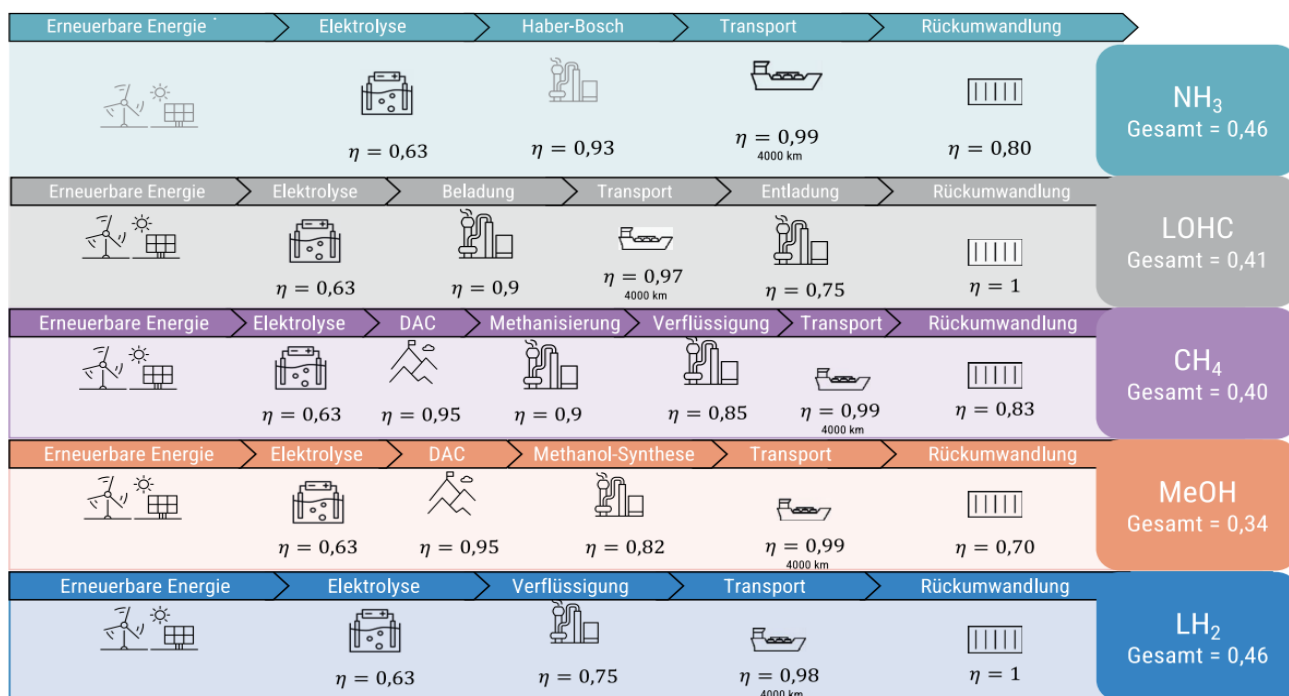 Erneuerbare Energie Elektrolyse Haber-Bosch Transport Rückumwandlung
NH₃
Gesamt = 0,46
η = 0,63 η = 0,93 η = 0,99 η = 0,80
4000 km
Erneuerbare Energie Elektrolyse Beladung Transport Entladung Rückumwandlung
LOHC
Gesamt = 0,41
η = 0,63 η = 0,9 η = 0,97 η = 0,75 η = 1
4000 km
Erneuerbare Energie Elektrolyse DAC Methanisierung Verflüssigung Transport Rückumwandlung
CH₄
Gesamt = 0,40
η = 0,63 η = 0,95 η = 0,9 η = 0,85 η = 0,99 η = 0,83
4000 km
Erneuerbare Energie Elektrolyse DAC Methanol-Synthese Transport Rückumwandlung
MeOH
Gesamt = 0,34
η = 0,63 η = 0,95 η = 0,82 η = 0,99 η = 0,70
4000 km
Erneuerbare Energie Elektrolyse Verflüssigung Transport Rückumwandlung
LH₂
Gesamt = 0,46
η = 0,63 η = 0,75 η = 0,98 η = 1
4000 km